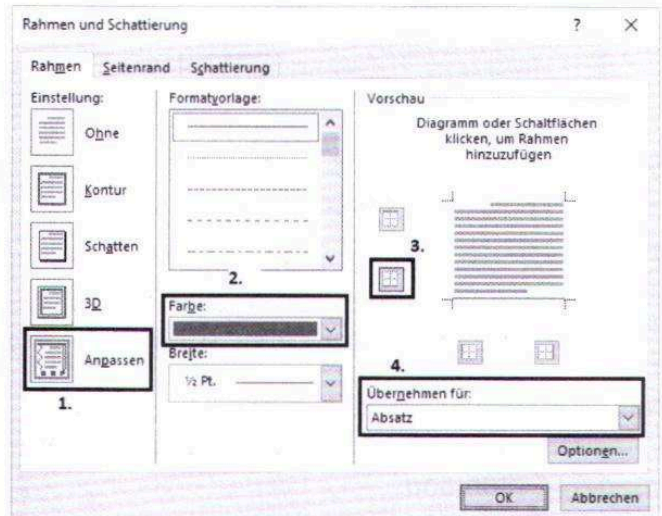 Rahmen und Schattierung ? ×
Rahmen Seitenrand Schattierung
Einstellung:
Ohne
Kontur
Schatten
3D
Anpassen
1.
Formatvorlage:
2.
Farbe:
Breite:
½ Pt.
Vorschau
Diagramm oder Schaltflächen
klicken, um Rahmen
hinzuzufügen
3.
4.
Übernehmen für:
Absatz
Optionen...
OK Abbrechen